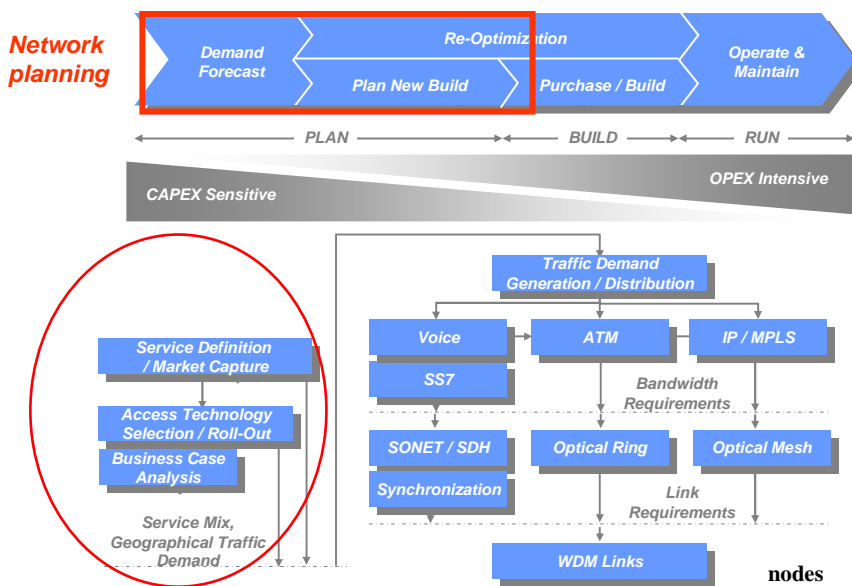 Network
planning
Demand
Forecast
Re-Optimization
Plan New Build
Purchase / Build
Operate &
Maintain
PLAN
BUILD
RUN
CAPEX Sensitive
OPEX Intensive
Service Definition
/ Market Capture
Access Technology
Selection / Roll-Out
Business Case
Analysis
Service Mix,
Geographical Traffic
Demand
Traffic Demand
Generation / Distribution
Voice
ATM
IP / MPLS
SS7
Bandwidth
Requirements
SONET / SDH
Optical Ring
Optical Mesh
Synchronization
Link
Requirements
WDM Links
nodes